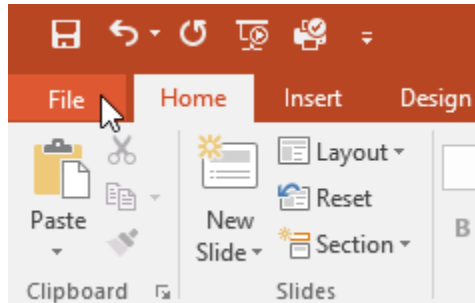 File Home Insert Design
Paste
New
Slide
Layout
Reset
Section
B
Clipboard
Slides